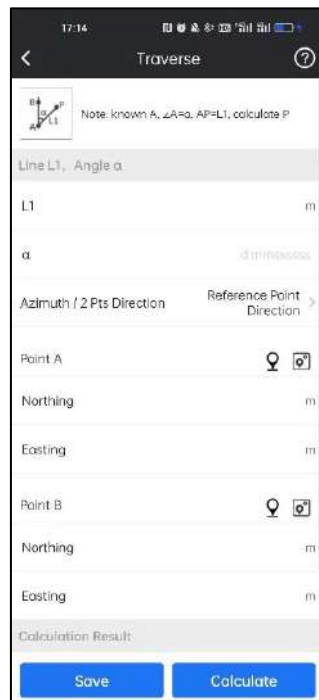 17:14
Traverse
Note: known A, ∠A=α, AP=L1, calculate P
Line L1, Angle α
L1 m
α
Azimuth / 2 Pts Direction Reference Point Direction
Point A
Northing m
Easting m
Point B
Northing m
Easting m
Calculation Result
Save Calculate